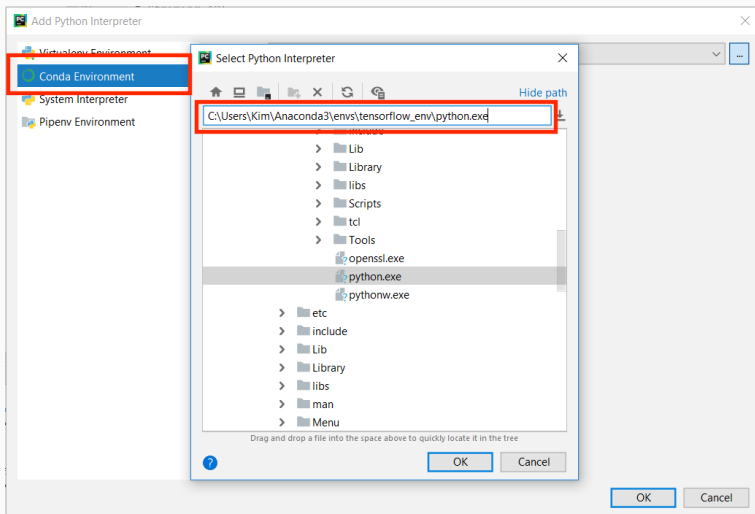 Add Python Interpreter
Virtualenv Environment
Conda Environment
System Interpreter
Pipenv Environment
...
Select Python Interpreter
Hide path
C:\Users\Kim\Anaconda3\envs\tensorflow_env\python.exe
include
Lib
Library
libs
Scripts
tcl
Tools
openssl.exe
python.exe
pythonw.exe
etc
include
Lib
Library
libs
man
Menu
Drag and drop a file into the space above to quickly locate it in the tree
?
OK
Cancel
OK
Cancel